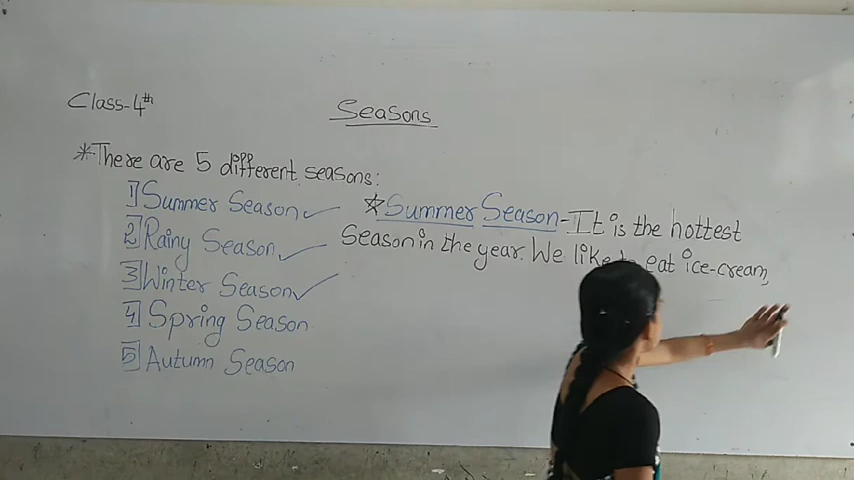 Class-4th
Seasons
*There are 5 different seasons:
1 Summer Season
2 Rainy Season
3 Winter Season
4 Spring Season
5 Autumn Season
Summer Season-It is the hottest
Season in the year. We like to eat ice-cream,